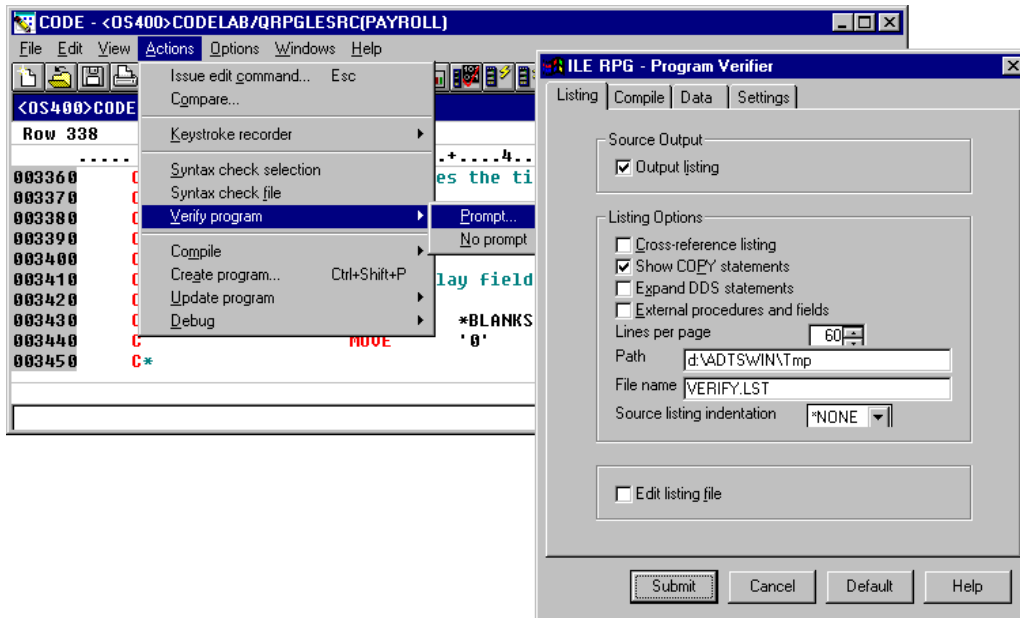 CODE - <OS400>CODELAB/QRPGLESRC(PAYROLL)
File Edit View Actions Options Windows Help
<OS400>CODE
Row 338
..... .+....4..
003360 C es the ti
003370 C
003380 C
003390 C
003400 C
003410 C lay field
003420 C
003430 C *BLANKS
003440 C MOVE '0'
003450 C*
Issue edit command... Esc
Compare...
Keystroke recorder
Syntax check selection
Syntax check file
Verify program
Compile
Create program... Ctrl+Shift+P
Update program
Debug
Prompt...
No prompt
ILE RPG - Program Verifier
Listing Compile Data Settings
Source Output
Output listing
Listing Options
Cross-reference listing
Show COPY statements
Expand DDS statements
External procedures and fields
Lines per page 60
Path d:\ADTSWIN\Tmp
File name VERIFY.LST
Source listing indentation *NONE
Edit listing file
Submit Cancel Default Help